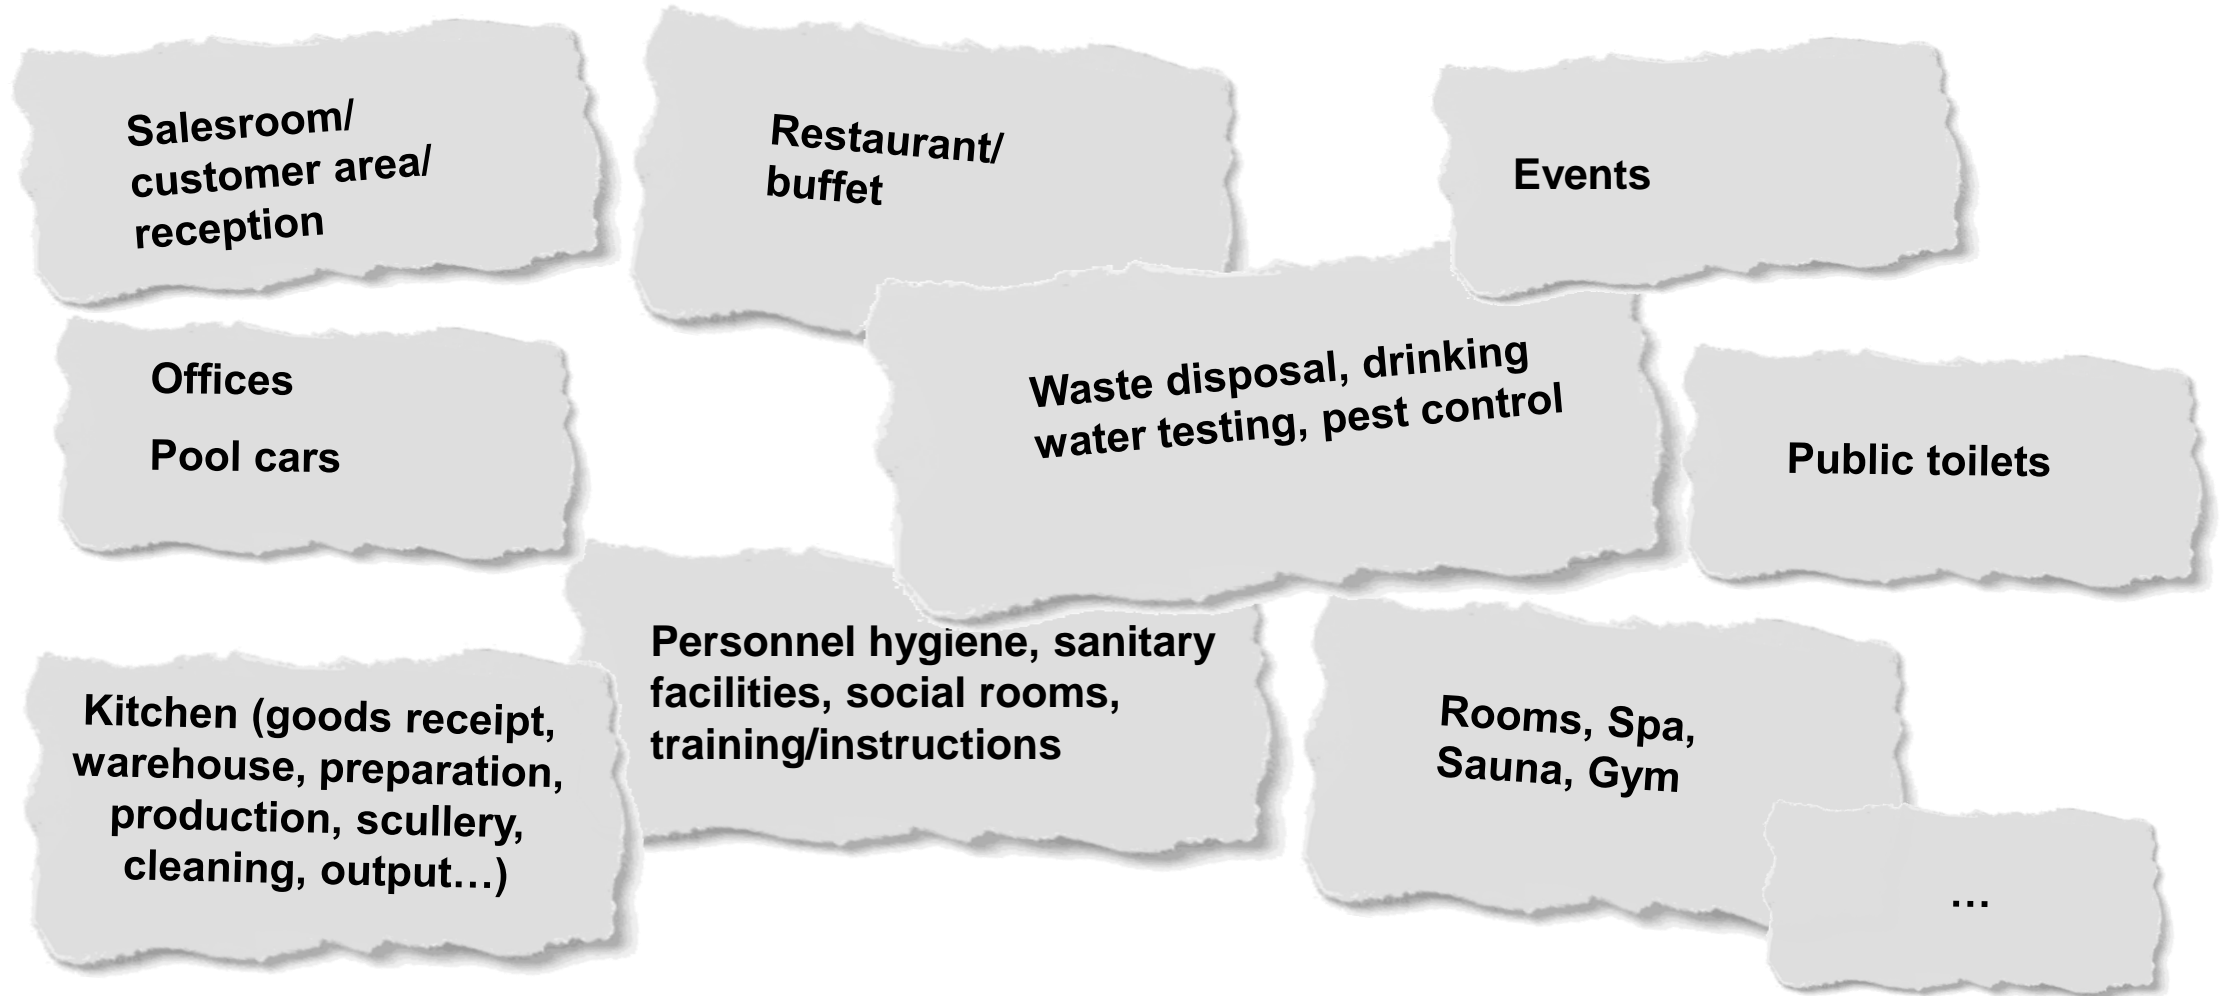 Salesroom/
customer area/
reception
Restaurant/
buffet
Events
Offices
Pool cars
Waste disposal, drinking
water testing, pest control
Public toilets
Personnel hygiene, sanitary
facilities, social rooms,
training/instructions
Kitchen (goods receipt,
warehouse, preparation,
production, scullery,
cleaning, output…)
Rooms, Spa,
Sauna, Gym
…